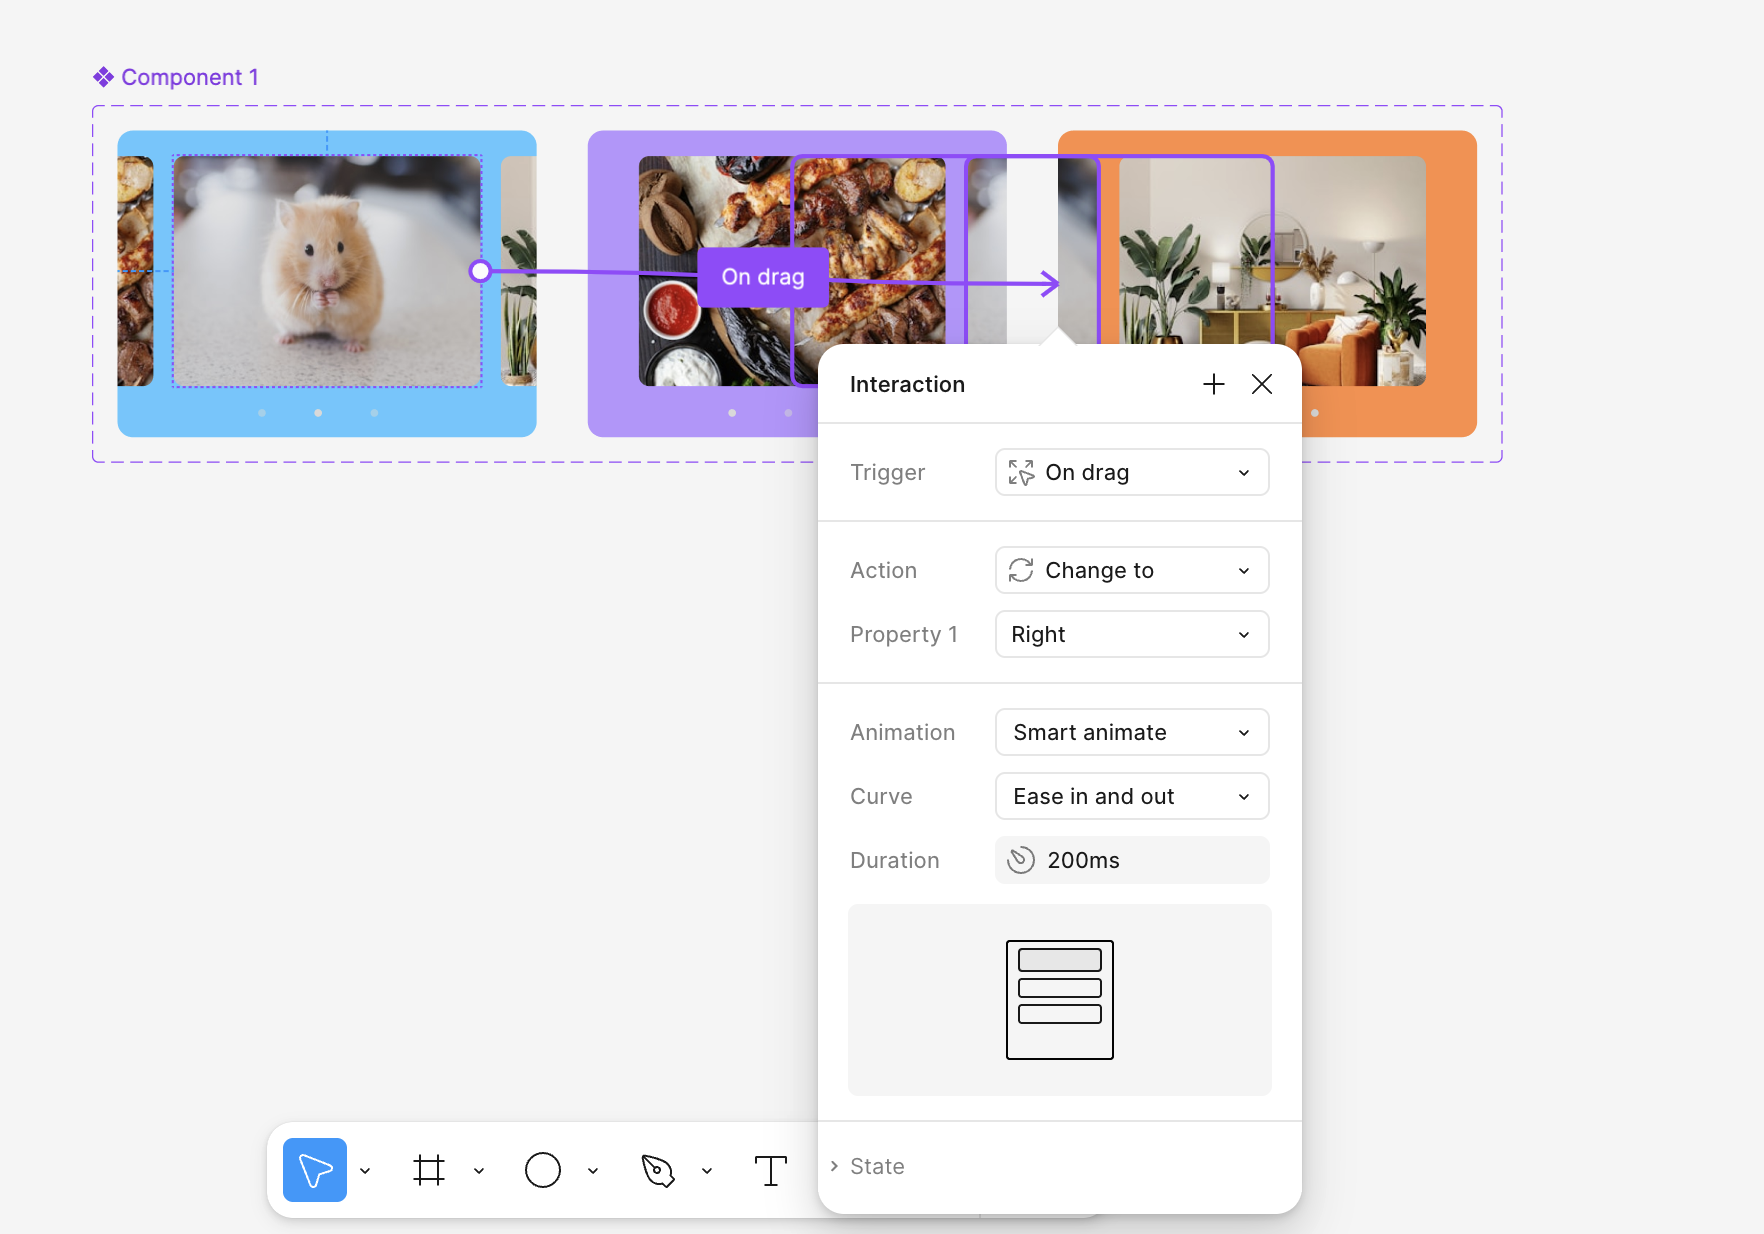 Component 1
On drag
Interaction
Trigger
On drag
Action
Change to
Property 1
Right
Animation
Smart animate
Curve
Ease in and out
Duration
200ms
State